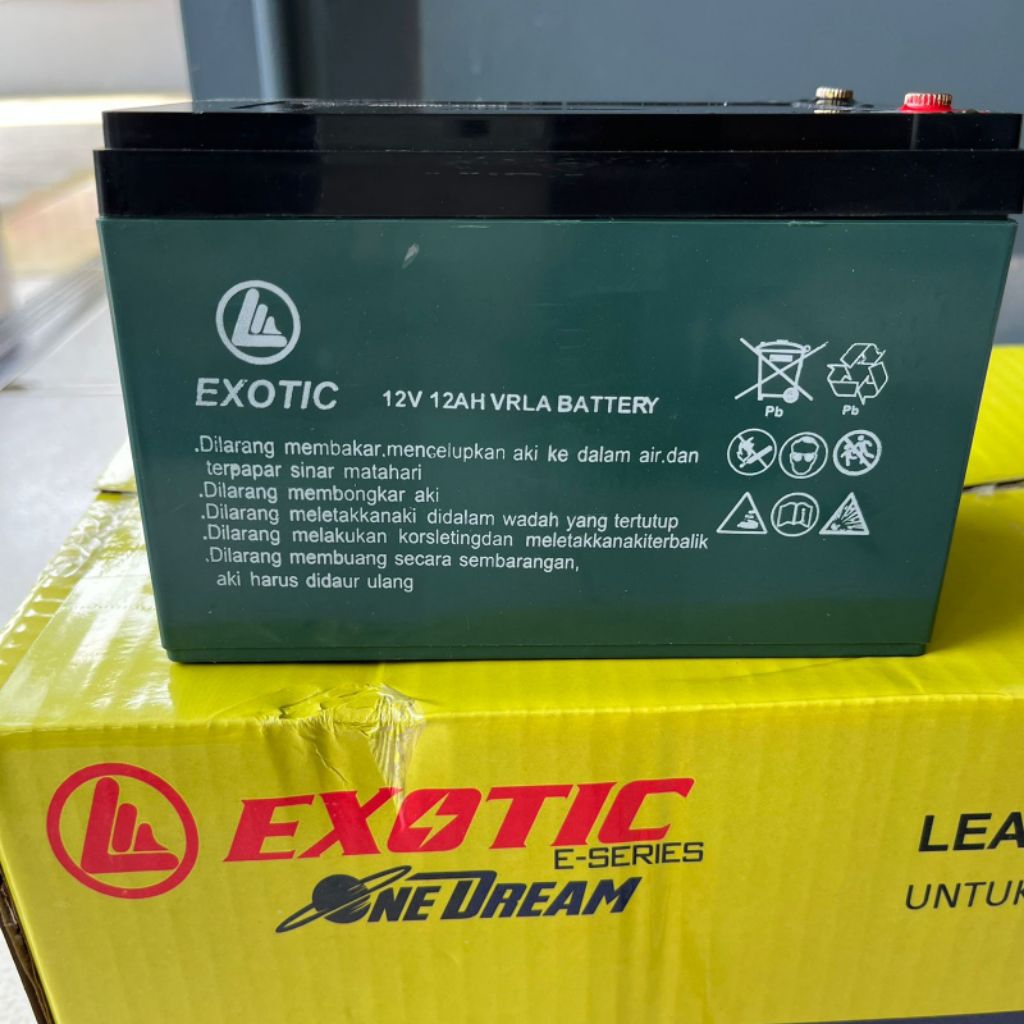 EXOTIC
12V 12AH VRLA BATTERY
.Dilarang membakar.mencelupkan aki ke dalam air.dan
terpapar sinar matahari
.Dilarang membongkar aki
.Dilarang meletakkanaki didalam wadah yang tertutup
.Dilarang melakukan korsletingdan meletakkanakiterbalik
.Dilarang membuang secara sembarangan,
aki harus didaur ulang
Pb
Pb
EXOTIC
E-SERIES
ONE DREAM
LEA
UNTUK